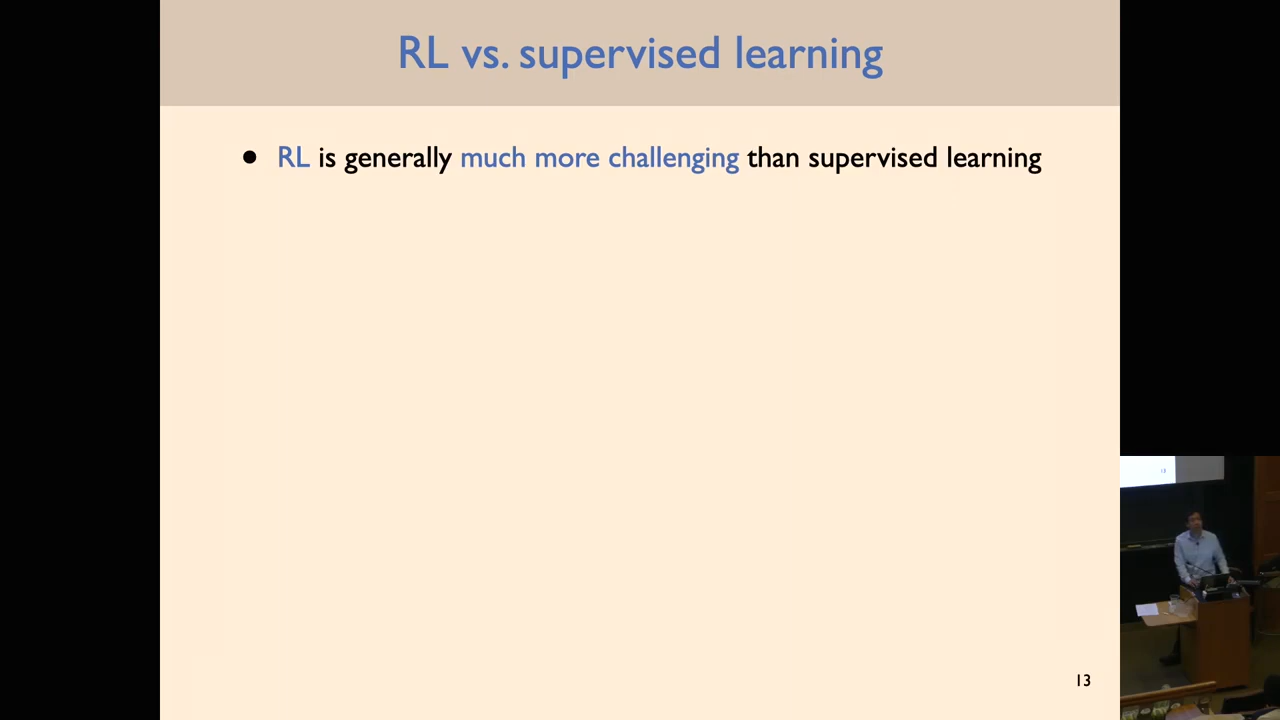 RL vs. supervised learning
● RL is generally much more challenging than supervised learning
13